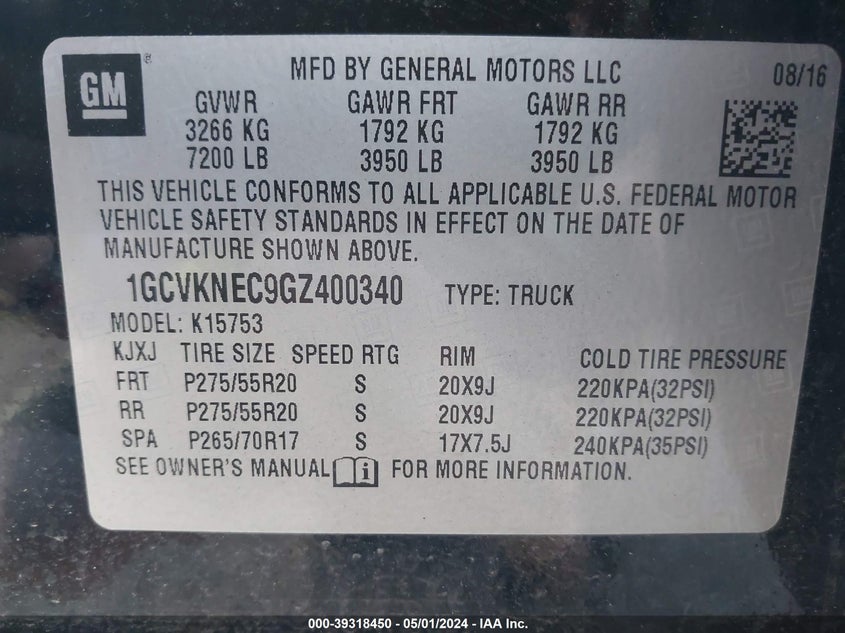 GM
MFD BY GENERAL MOTORS LLC 08/16
GVWR GAWR FRT GAWR RR
3266 KG 1792 KG 1792 KG
7200 LB 3950 LB 3950 LB
THIS VEHICLE CONFORMS TO ALL APPLICABLE U.S. FEDERAL MOTOR
VEHICLE SAFETY STANDARDS IN EFFECT ON THE DATE OF
MANUFACTURE SHOWN ABOVE.
1GCVKNEC9GZ400340 TYPE: TRUCK
MODEL: K15753
KJXJ TIRE SIZE SPEED RTG RIM COLD TIRE PRESSURE
FRT P275/55R20 S 20X9J 220KPA(32PSI)
RR P275/55R20 S 20X9J 220KPA(32PSI)
SPA P265/70R17 S 17X7.5J 240KPA(35PSI)
SEE OWNER'S MANUAL FOR MORE INFORMATION.
000-39318450 - 05/01/2024 - IAA Inc.